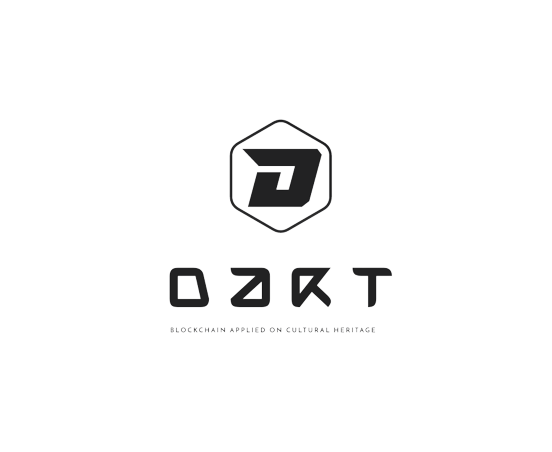 D
DART
BLOCKCHAIN APPLIED ON CULTURAL HERITAGE